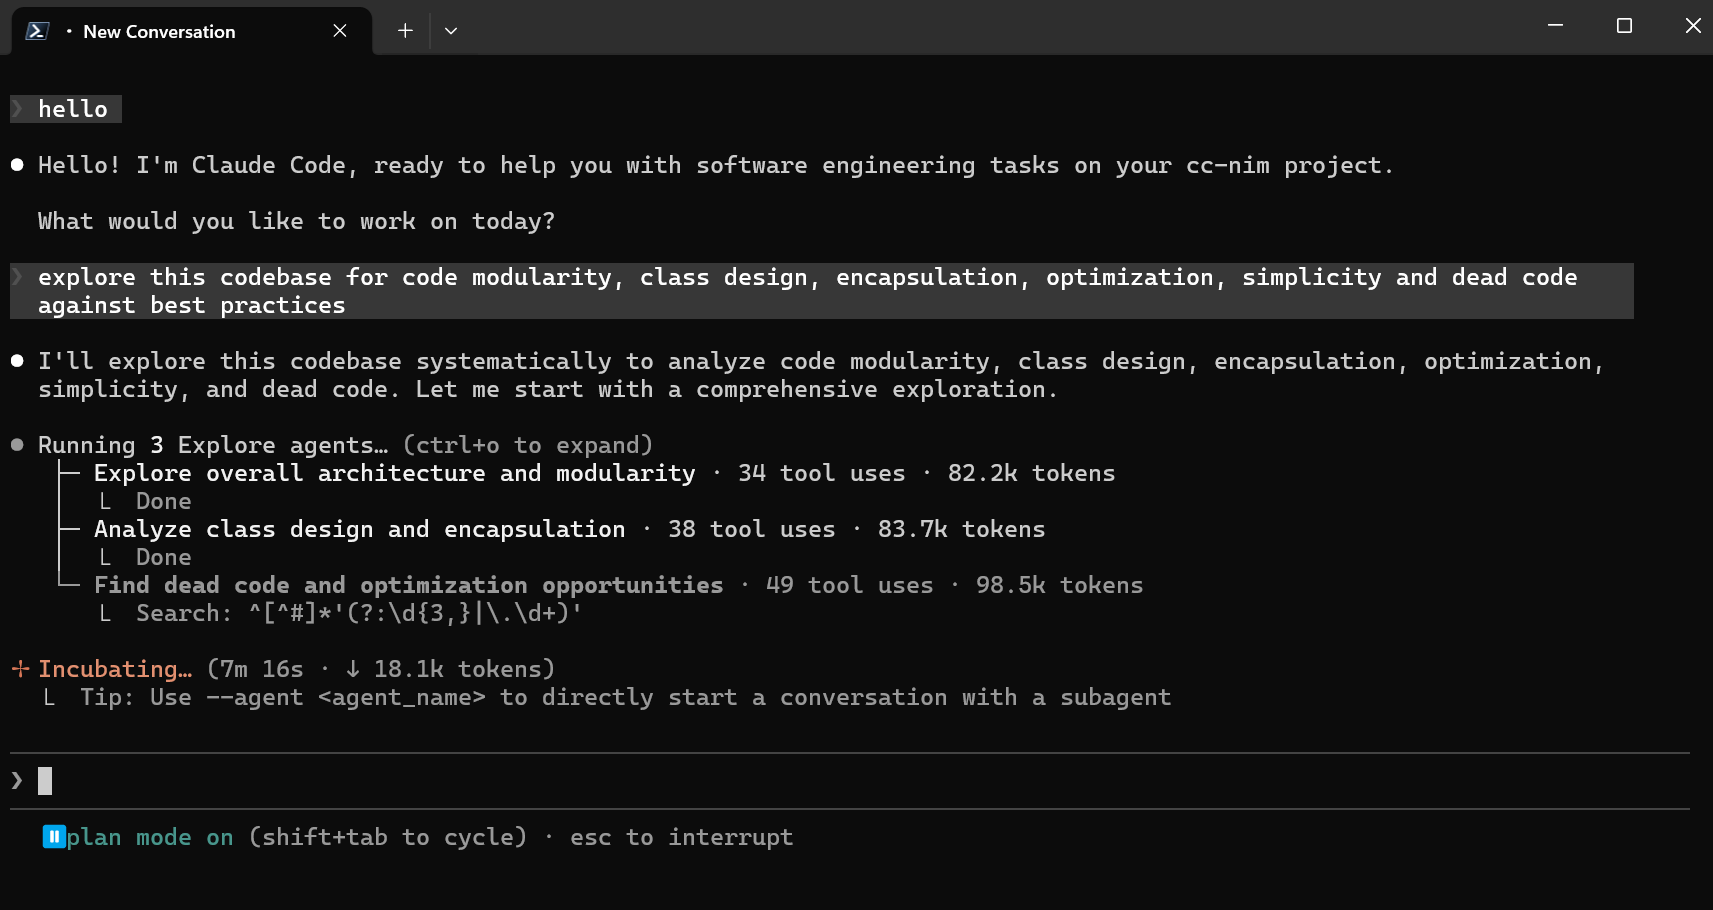 · New Conversation
❯ hello
● Hello! I'm Claude Code, ready to help you with software engineering tasks on your cc-nim project.
What would you like to work on today?
❯ explore this codebase for code modularity, class design, encapsulation, optimization, simplicity and dead code
against best practices
● I'll explore this codebase systematically to analyze code modularity, class design, encapsulation, optimization,
simplicity, and dead code. Let me start with a comprehensive exploration.
● Running 3 Explore agents… (ctrl+o to expand)
├─ Explore overall architecture and modularity · 34 tool uses · 82.2k tokens
│  ⎿  Done
├─ Analyze class design and encapsulation · 38 tool uses · 83.7k tokens
│  ⎿  Done
└─ Find dead code and optimization opportunities · 49 tool uses · 98.5k tokens
⎿  Search: ^[^#]*'(?:\d{3,}|\.\d+)'
✢ Incubating… (7m 16s · ↓ 18.1k tokens)
⎿  Tip: Use --agent <agent_name> to directly start a conversation with a subagent
❯
⏸plan mode on (shift+tab to cycle) · esc to interrupt